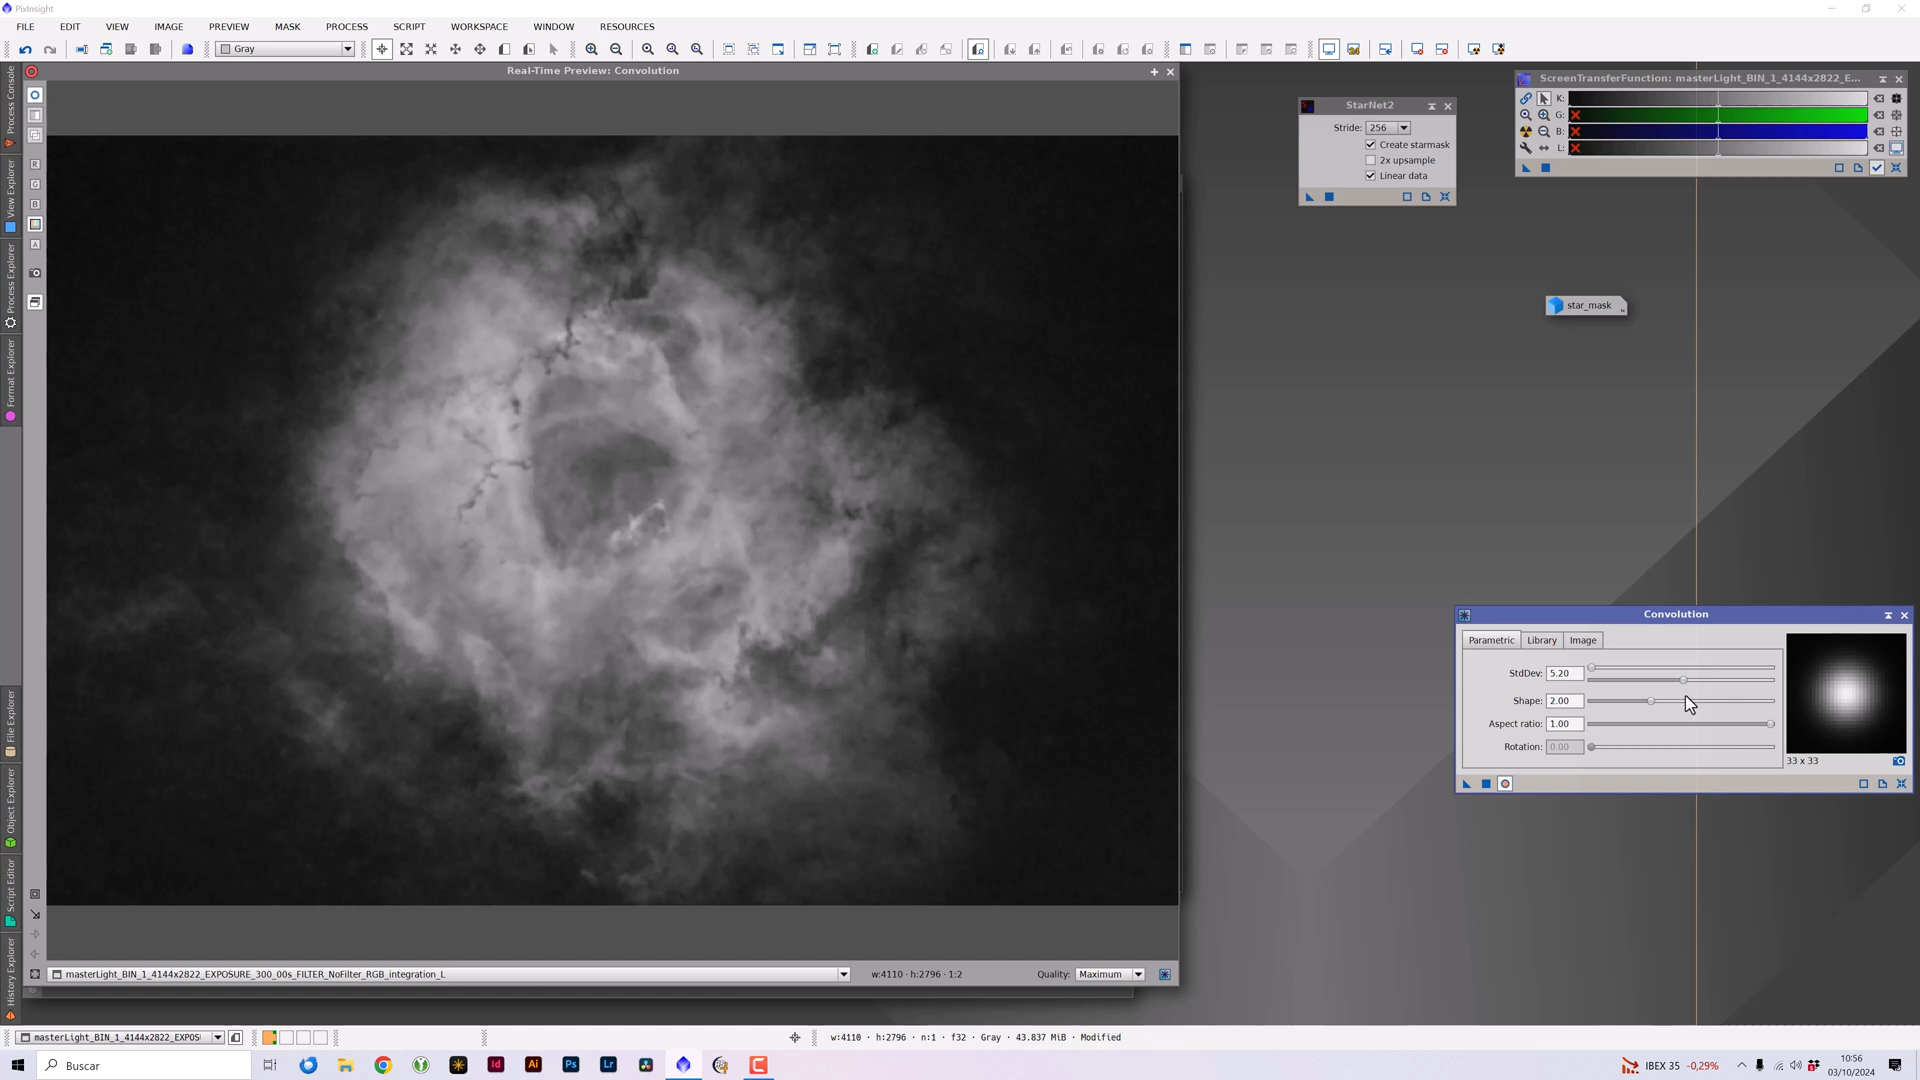 PixInsight
FILE EDIT VIEW IMAGE PREVIEW MASK PROCESS SCRIPT WORKSPACE WINDOW RESOURCES
Gray
Real-Time Preview: Convolution
Process Console
View Explorer
Process Explorer
Format Explorer
File Explorer
Object Explorer
Script Editor
History Explorer
R
G
B
A
StarNet2
Stride: 256
Create starmask
2x upsample
Linear data
ScreenTransferFunction: masterLight_BIN_1_4144x2822_E...
K:
G:
B:
L:
star_mask
Convolution
Parametric Library Image
StdDev: 5.20
Shape: 2.00
Aspect ratio: 1.00
Rotation: 0.00
33 x 33
masterLight_BIN_1_4144x2822_EXPOSURE_300_00s_FILTER_NoFilter_RGB_integration_L
w:4110 · h:2796 · 1:2
Quality: Maximum
masterLight_BIN_1_4144x2822_EXPOS
w:4110 · h:2796 · n:1 · f32 · Gray · 43.837 MiB · Modified
Buscar
Id
Ai
Ps
Lr
IBEX 35 -0,29%
10:56
03/10/2024